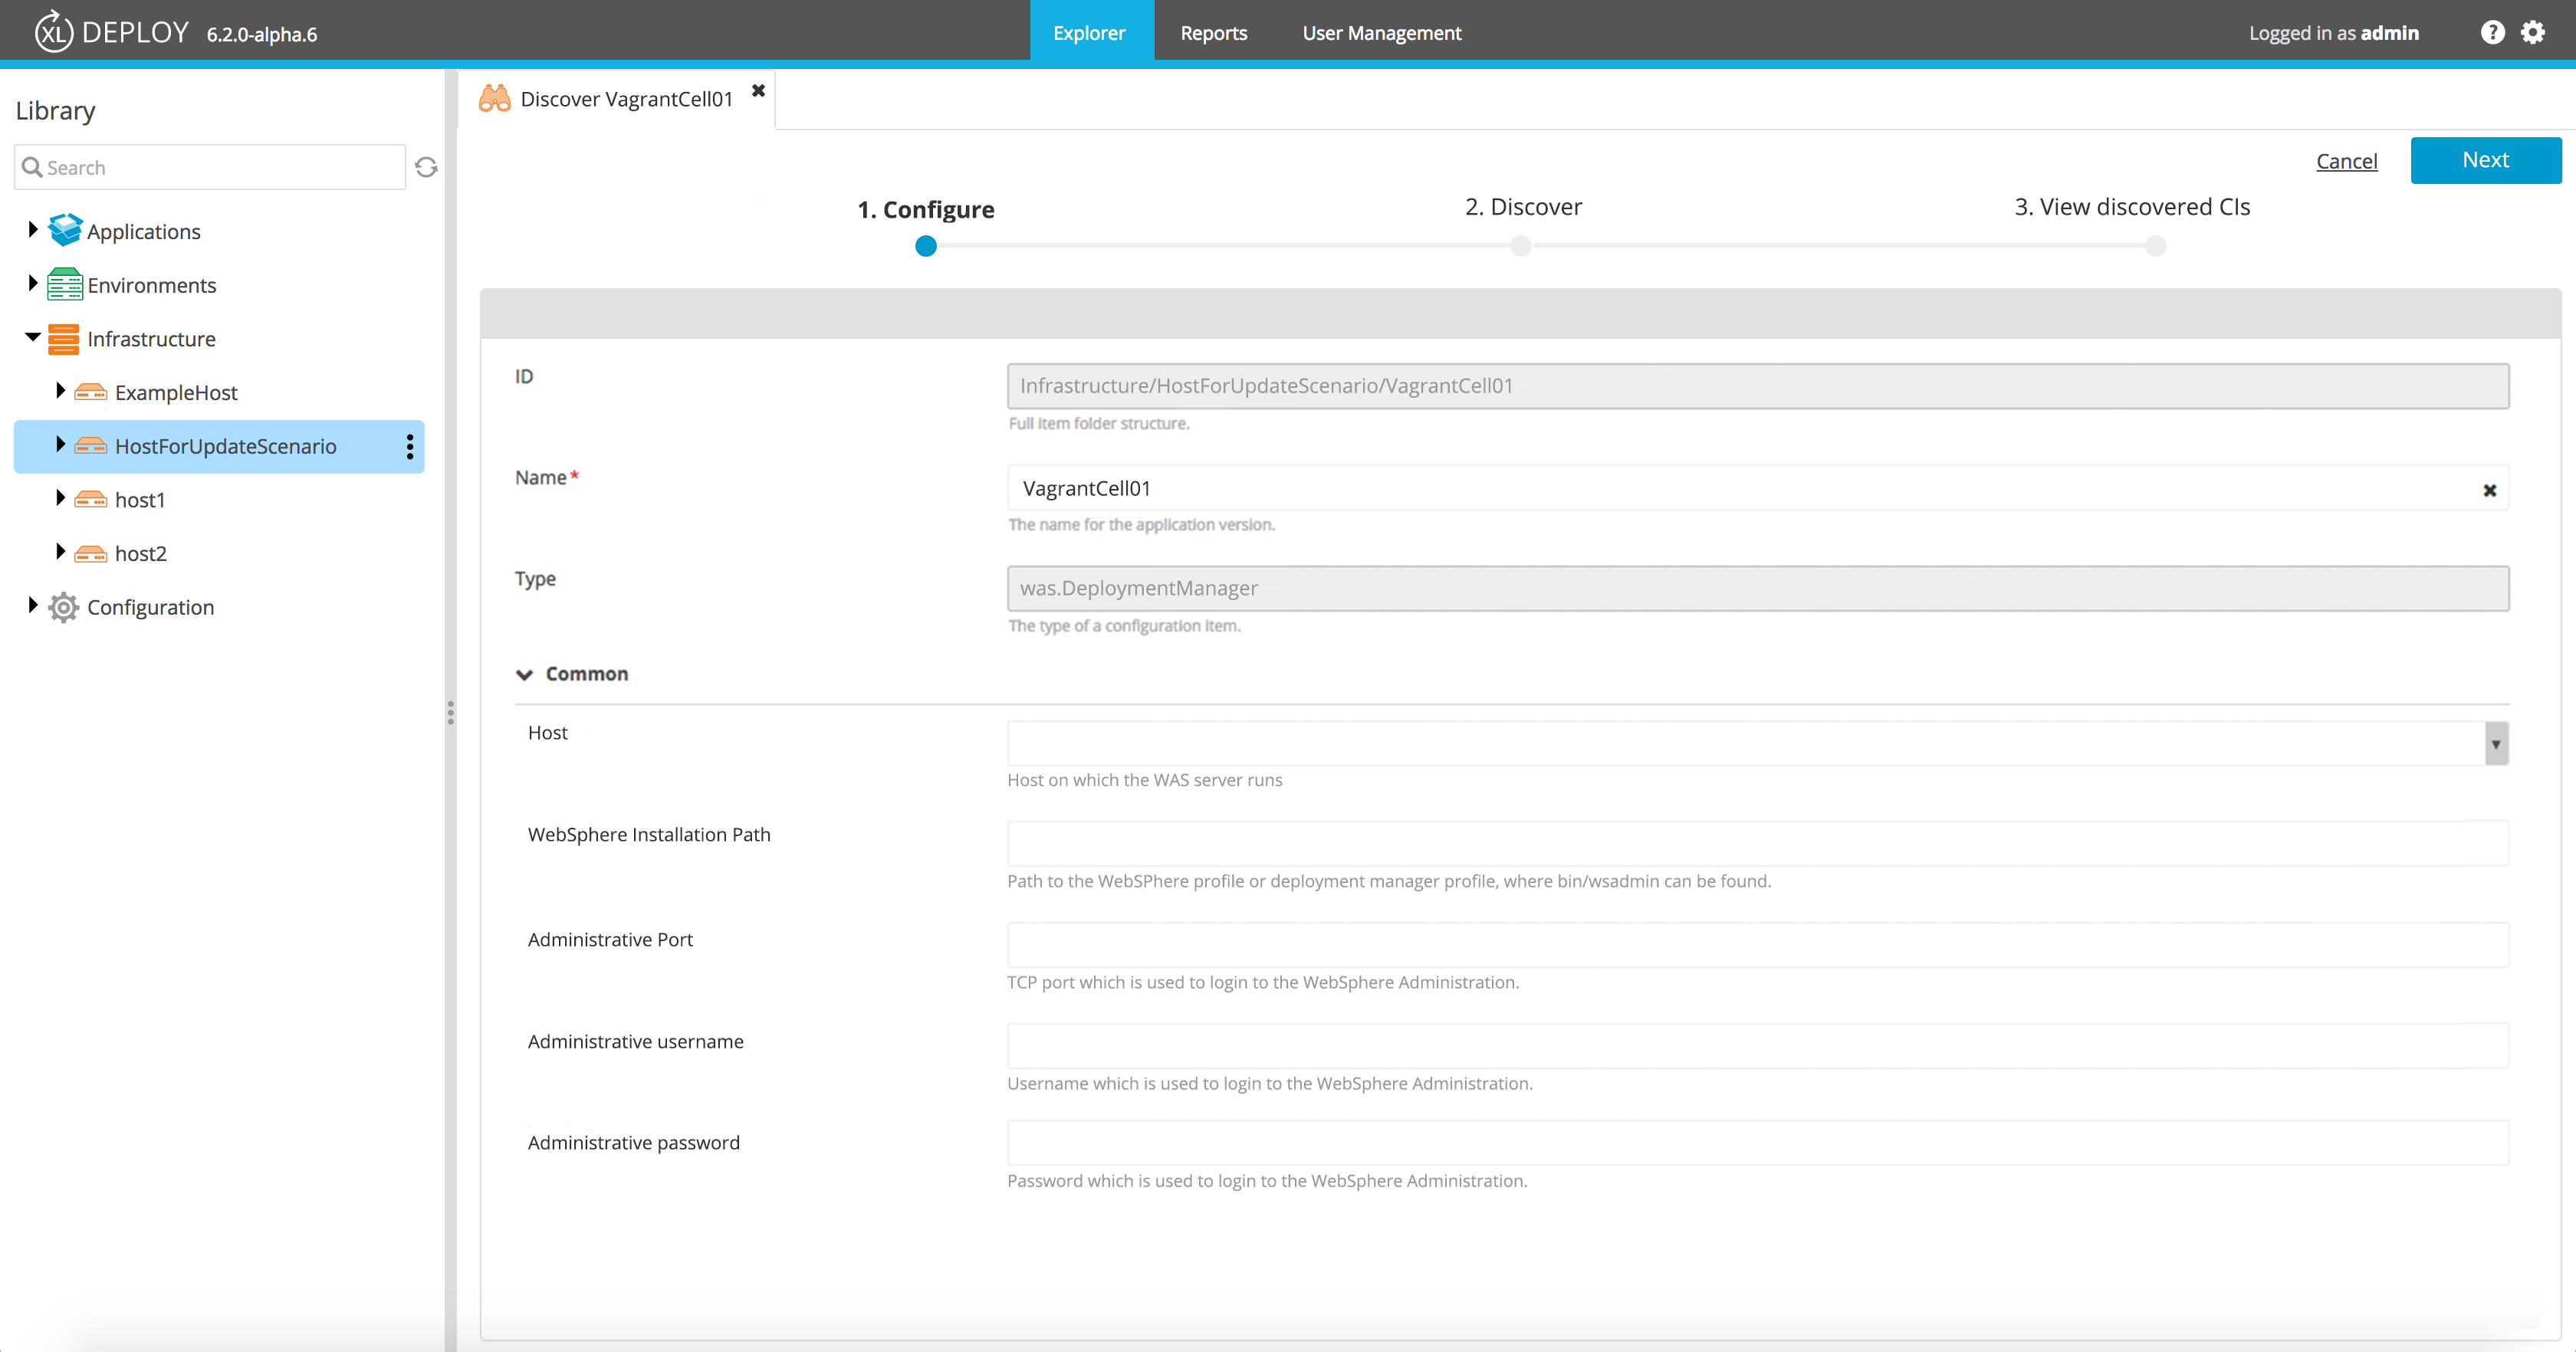 XL DEPLOY 6.2.0-alpha.6
Explorer
Reports
User Management
Logged in as admin
Library
Search
Applications
Environments
Infrastructure
ExampleHost
HostForUpdateScenario
host1
host2
Configuration
Discover VagrantCell01
Cancel
Next
1. Configure
2. Discover
3. View discovered CIs
ID
Infrastructure/HostForUpdateScenario/VagrantCell01
Full item folder structure.
Name*
VagrantCell01
The name for the application version.
Type
was.DeploymentManager
The type of a configuration item.
Common
Host
Host on which the WAS server runs
WebSphere Installation Path
Path to the WebSPhere profile or deployment manager profile, where bin/wsadmin can be found.
Administrative Port
TCP port which is used to login to the WebSphere Administration.
Administrative username
Username which is used to login to the WebSphere Administration.
Administrative password
Password which is used to login to the WebSphere Administration.